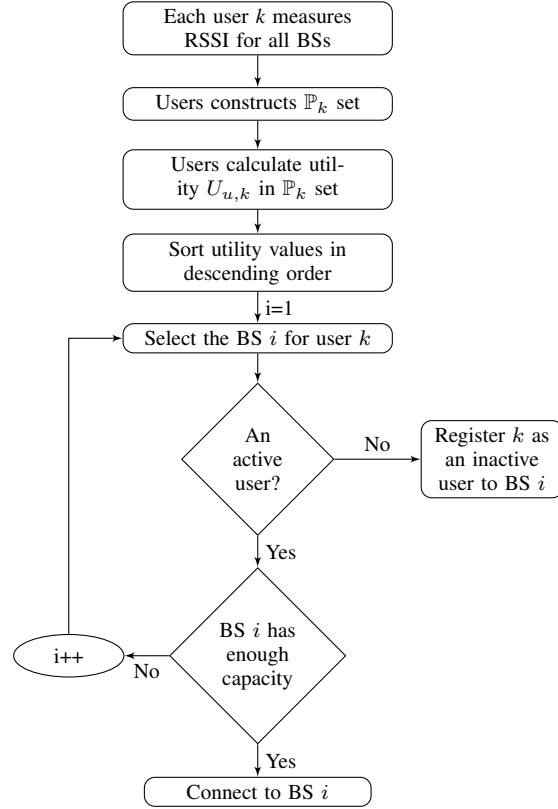 Each user k measures
RSSI for all BSs
Users constructs ℙₖ set
Users calculate util-
ity Uᵤ,ₖ in ℙₖ set
Sort utility values in
descending order
i=1
Select the BS i for user k
An
active
user?
No
Register k as
an inactive
user to BS i
Yes
BS i has
enough
capacity
No
i++
Yes
Connect to BS i